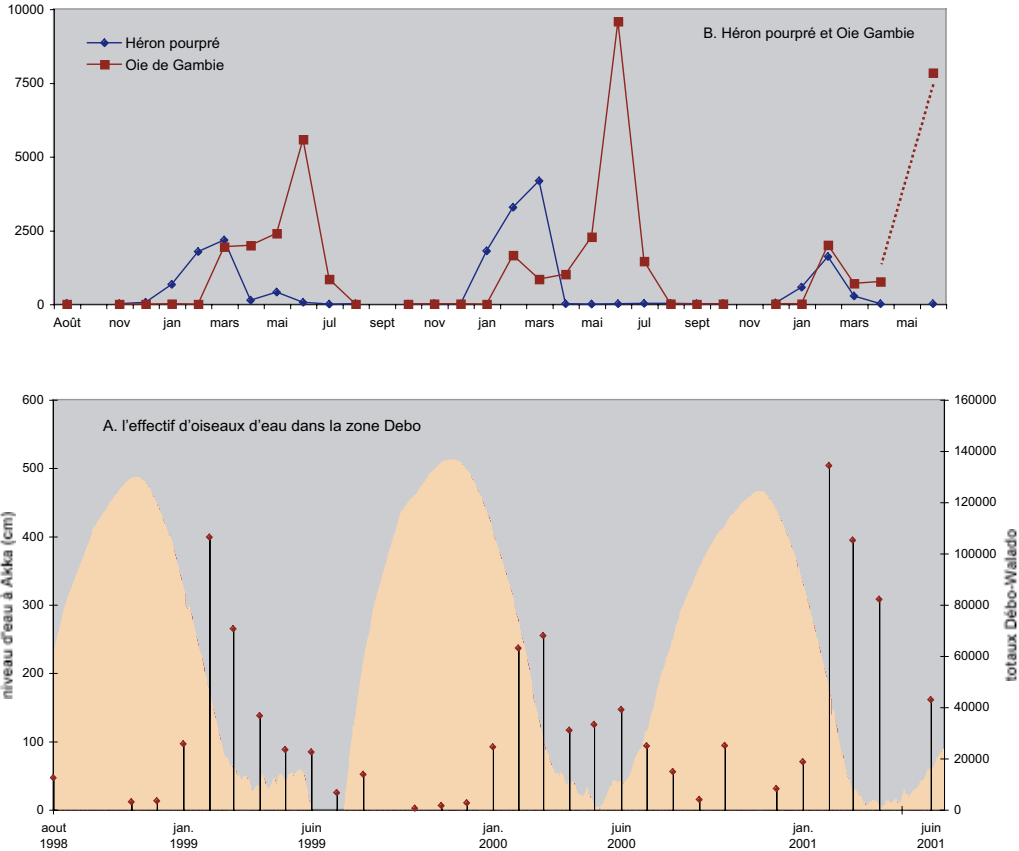 10000
B. Héron pourpré et Oie Gambie
Héron pourpré
Oie de Gambie
7500
5000
2500
0
Août nov jan mars mai jul sept nov jan mars mai jul sept nov jan mars mai
600 160000
A. l'effectif d'oiseaux d'eau dans la zone Debo
140000
500
120000
400
100000
niveau d'eau à Akka (cm)
300 80000
totaux Débo-Walado
60000
200
40000
100
20000
0 0
aout jan. juin jan. juin jan. juin
1998 1999 1999 2000 2000 2001 2001